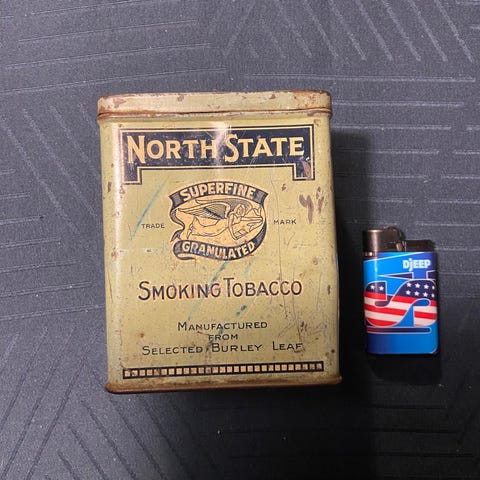 NORTH STATE
SUPERFINE
TRADE MARK
GRANULATED
SMOKING TOBACCO
MANUFACTURED
FROM
SELECTED BURLEY LEAF
DJEEP